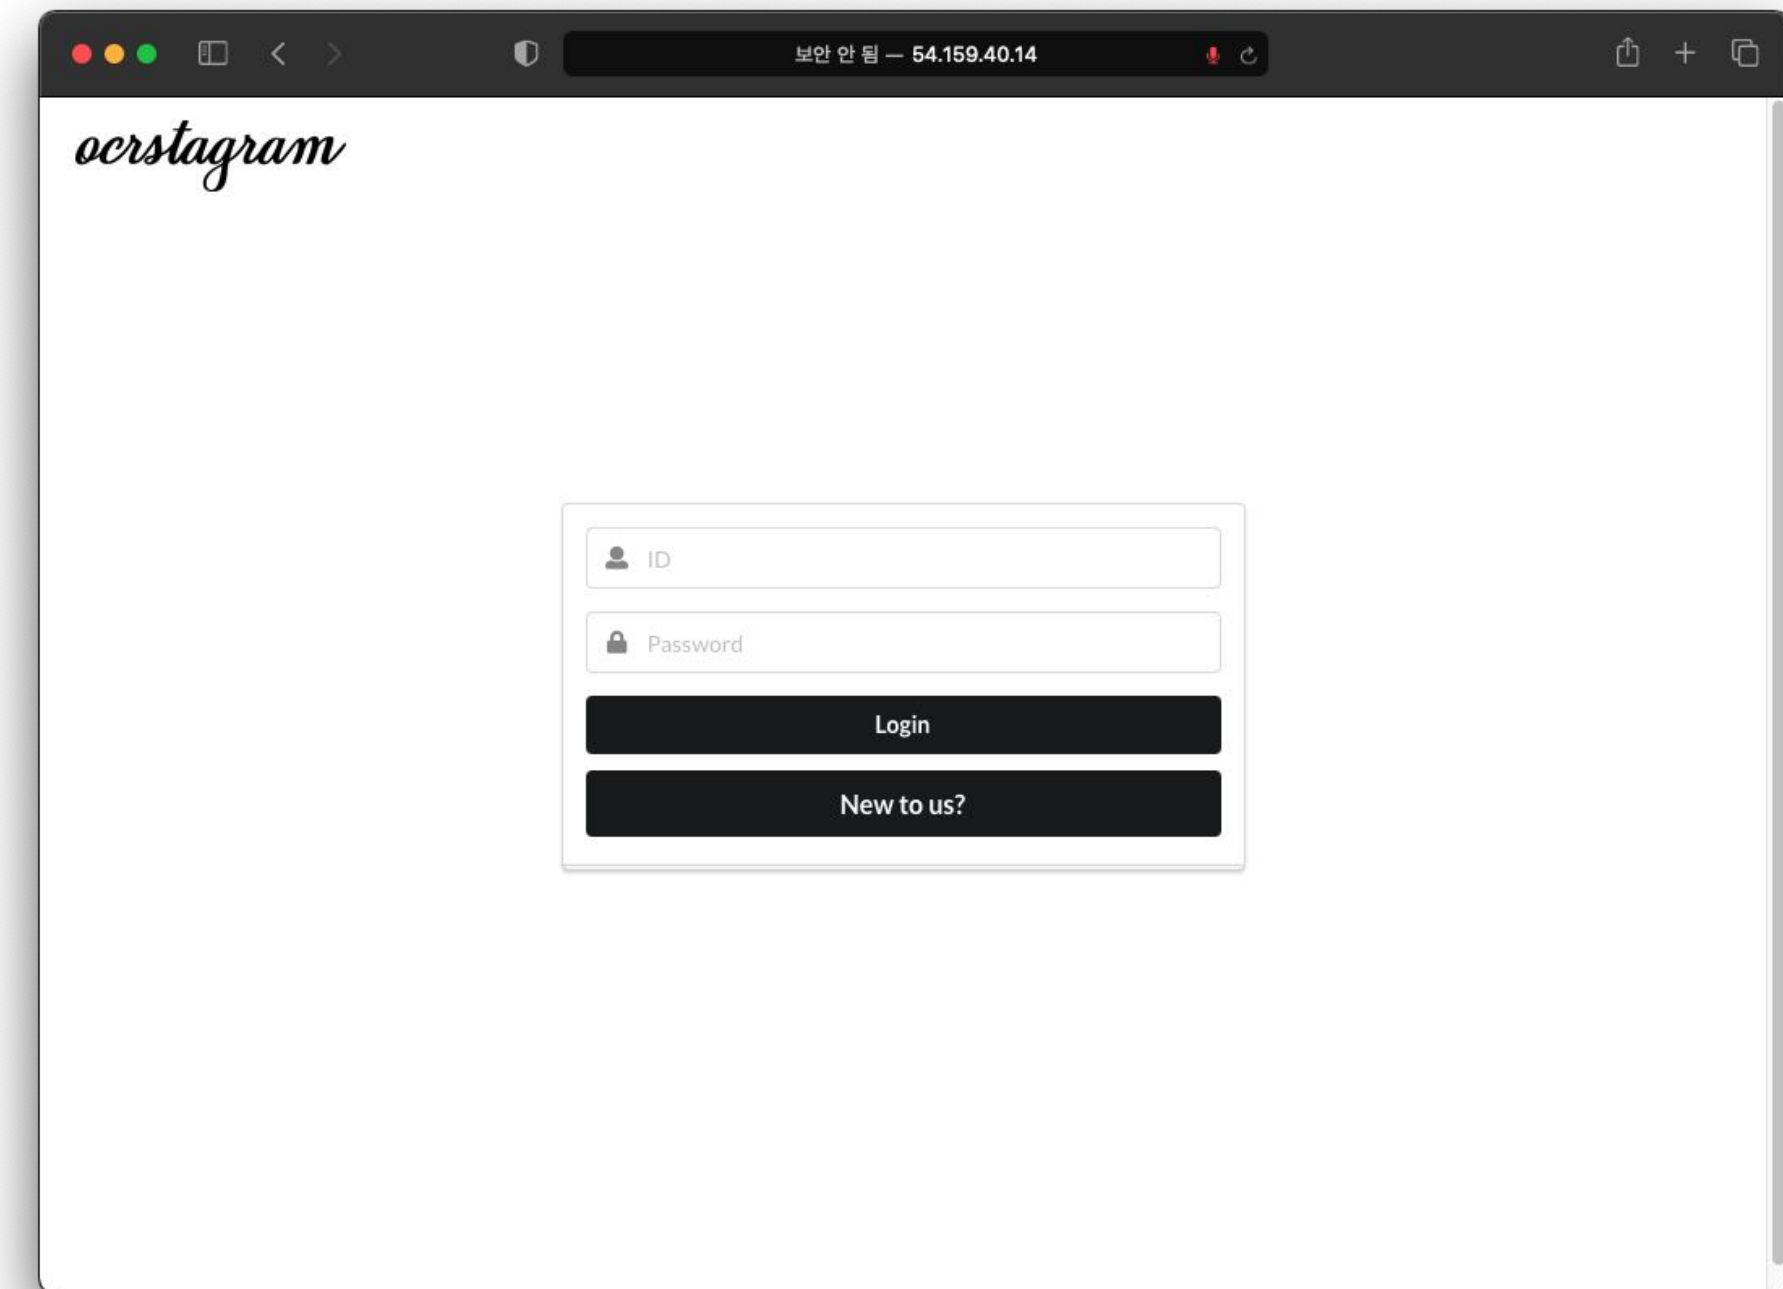 보안 안 됨 — 54.159.40.14
ocrstagram
ID
Password
Login
New to us?